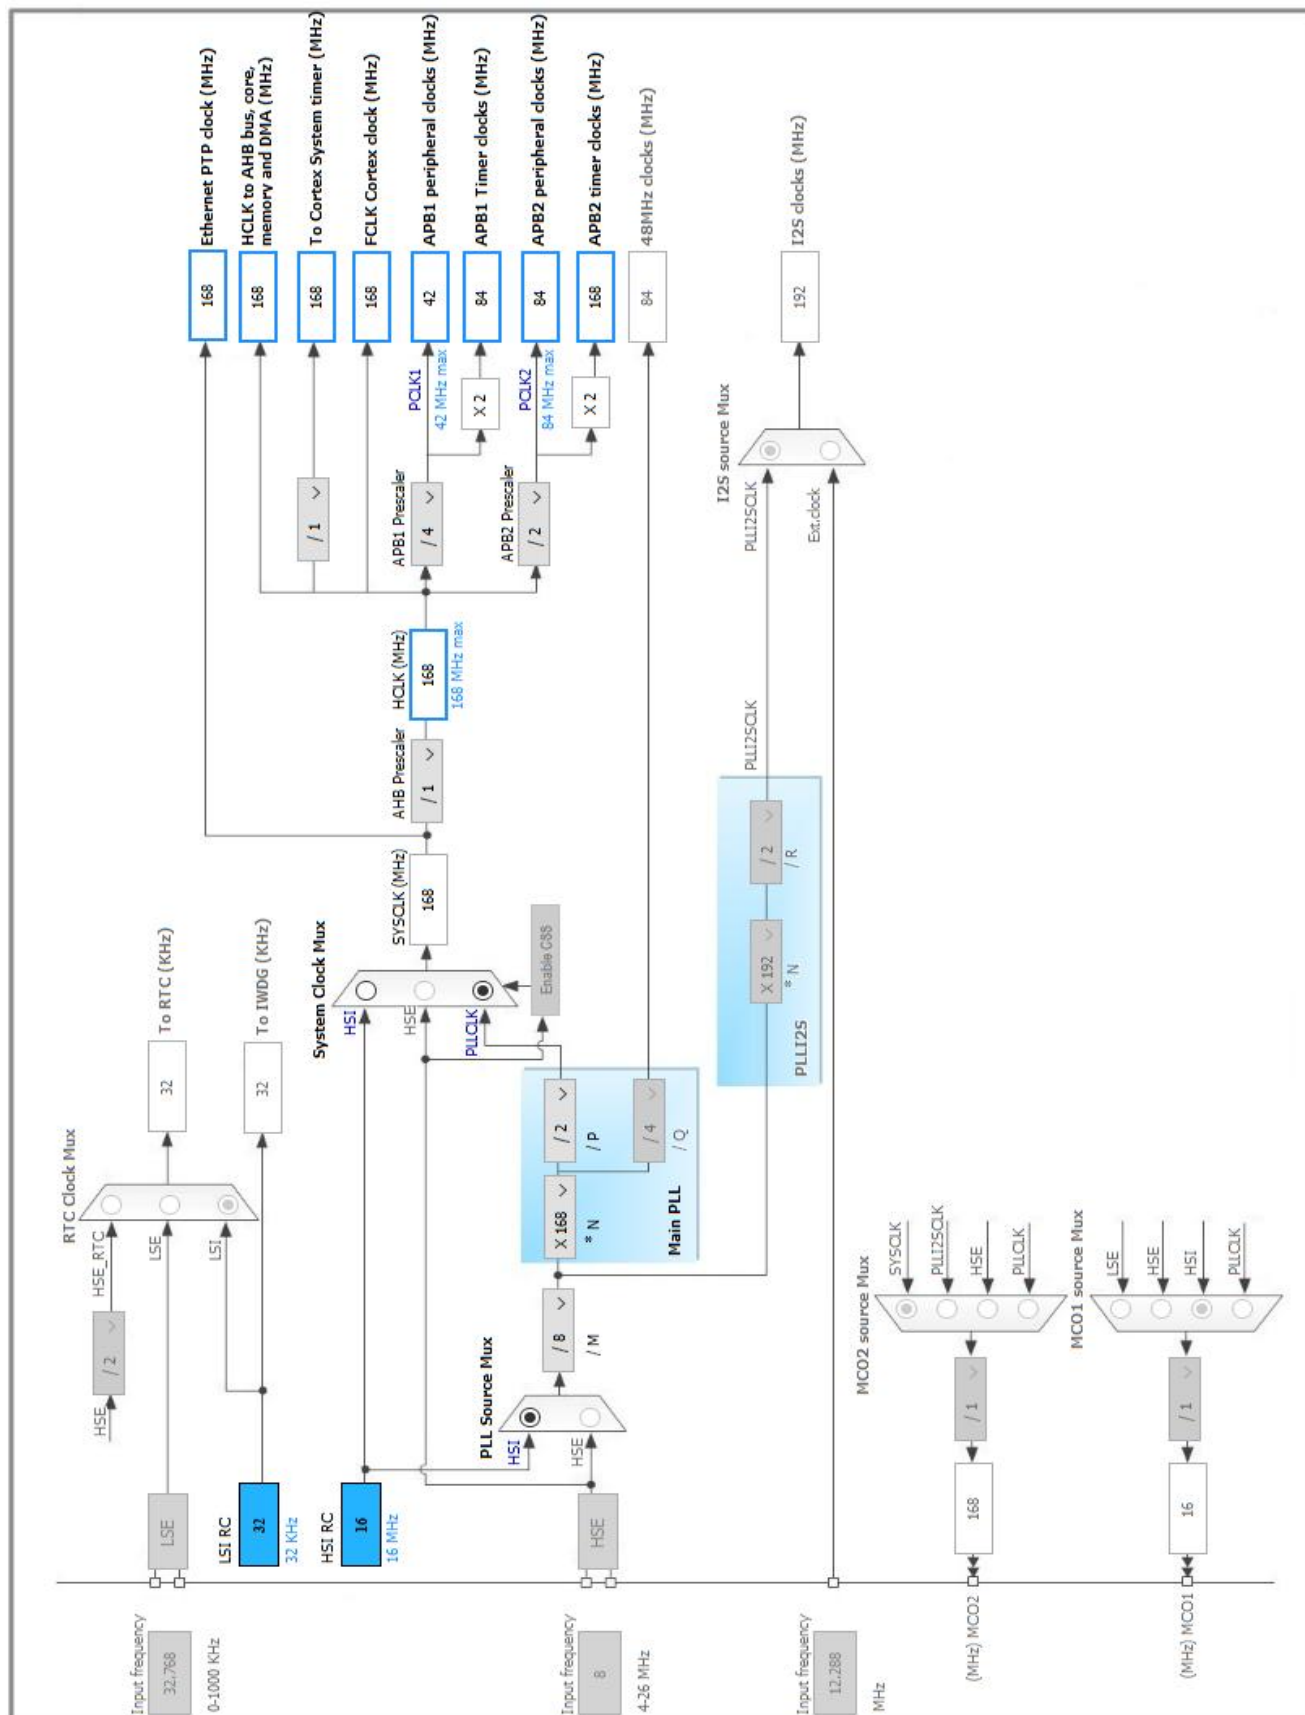 Input frequency
32.768
0-1000 KHz
LSE
HSE
/ 2
HSE_RTC
LSE
LSI
RTC Clock Mux
32
To RTC (KHz)
LSI RC
32
32 KHz
32
To IWDG (KHz)
HSI RC
16
16 MHz
Input frequency
8
4-26 MHz
HSE
PLL Source Mux
HSI
HSE
/ 8
/ M
X 168
* N
/ 2
/ P
/ 4
/ Q
Main PLL
System Clock Mux
HSI
HSE
PLLCLK
Enable CSS
SYSCLK (MHz)
168
AHB Prescaler
/ 1
HCLK (MHz)
168
168 MHz max
/ 1
APB1 Prescaler
/ 4
APB2 Prescaler
/ 2
PCLK1
42 MHz max
X 2
PCLK2
84 MHz max
X 2
168
Ethernet PTP clock (MHz)
168
HCLK to AHB bus, core,
memory and DMA (MHz)
168
To Cortex System timer (MHz)
168
FCLK Cortex clock (MHz)
42
APB1 peripheral clocks (MHz)
84
APB1 Timer clocks (MHz)
84
APB2 peripheral clocks (MHz)
168
APB2 timer clocks (MHz)
84
48MHz clocks (MHz)
X 192
* N
/ 2
/ R
PLLI2S
PLLI2SCLK
PLLI2SCLK
Ext.clock
I2S source Mux
192
I2S clocks (MHz)
Input frequency
12.288
MHz
MCO2 source Mux
SYSCLK
PLLI2SCLK
HSE
PLLCLK
/ 1
168
(MHz) MCO2
MCO1 source Mux
LSE
HSE
HSI
PLLCLK
/ 1
16
(MHz) MCO1